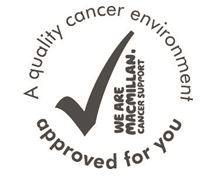 A quality cancer environment
WE ARE
MACMILLAN.
CANCER SUPPORT
approved for you